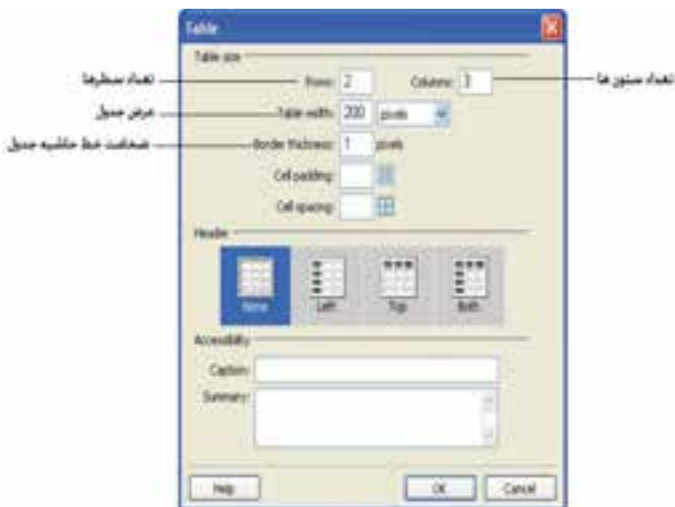 Table
Table size
تعداد سطرها
Rows: 2
Columns: 3
تعداد ستون ها
عرض جدول
Table width: 200 pixels
ضخامت خط حاشیه جدول
Border thickness: 1 pixels
Cell padding:
Cell spacing:
Header
None Left Top Both
Accessibility
Caption:
Summary:
Help OK Cancel